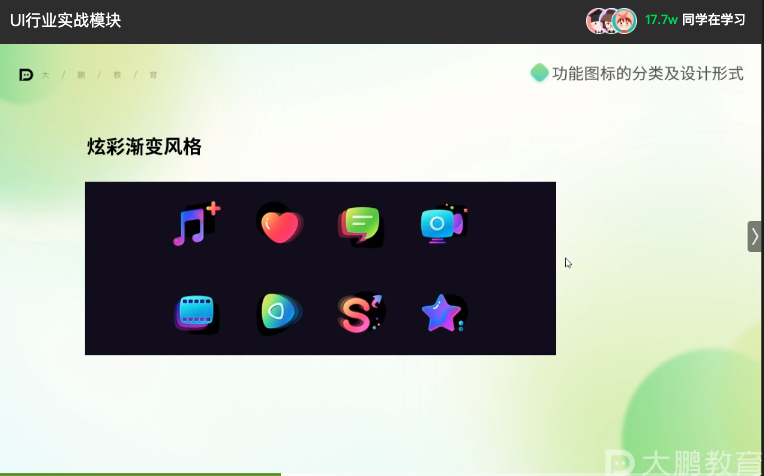 UI行业实战模块
17.7w 同学在学习
大 / 鹏 / 教 / 育
功能图标的分类及设计形式
炫彩渐变风格
大鹏教育